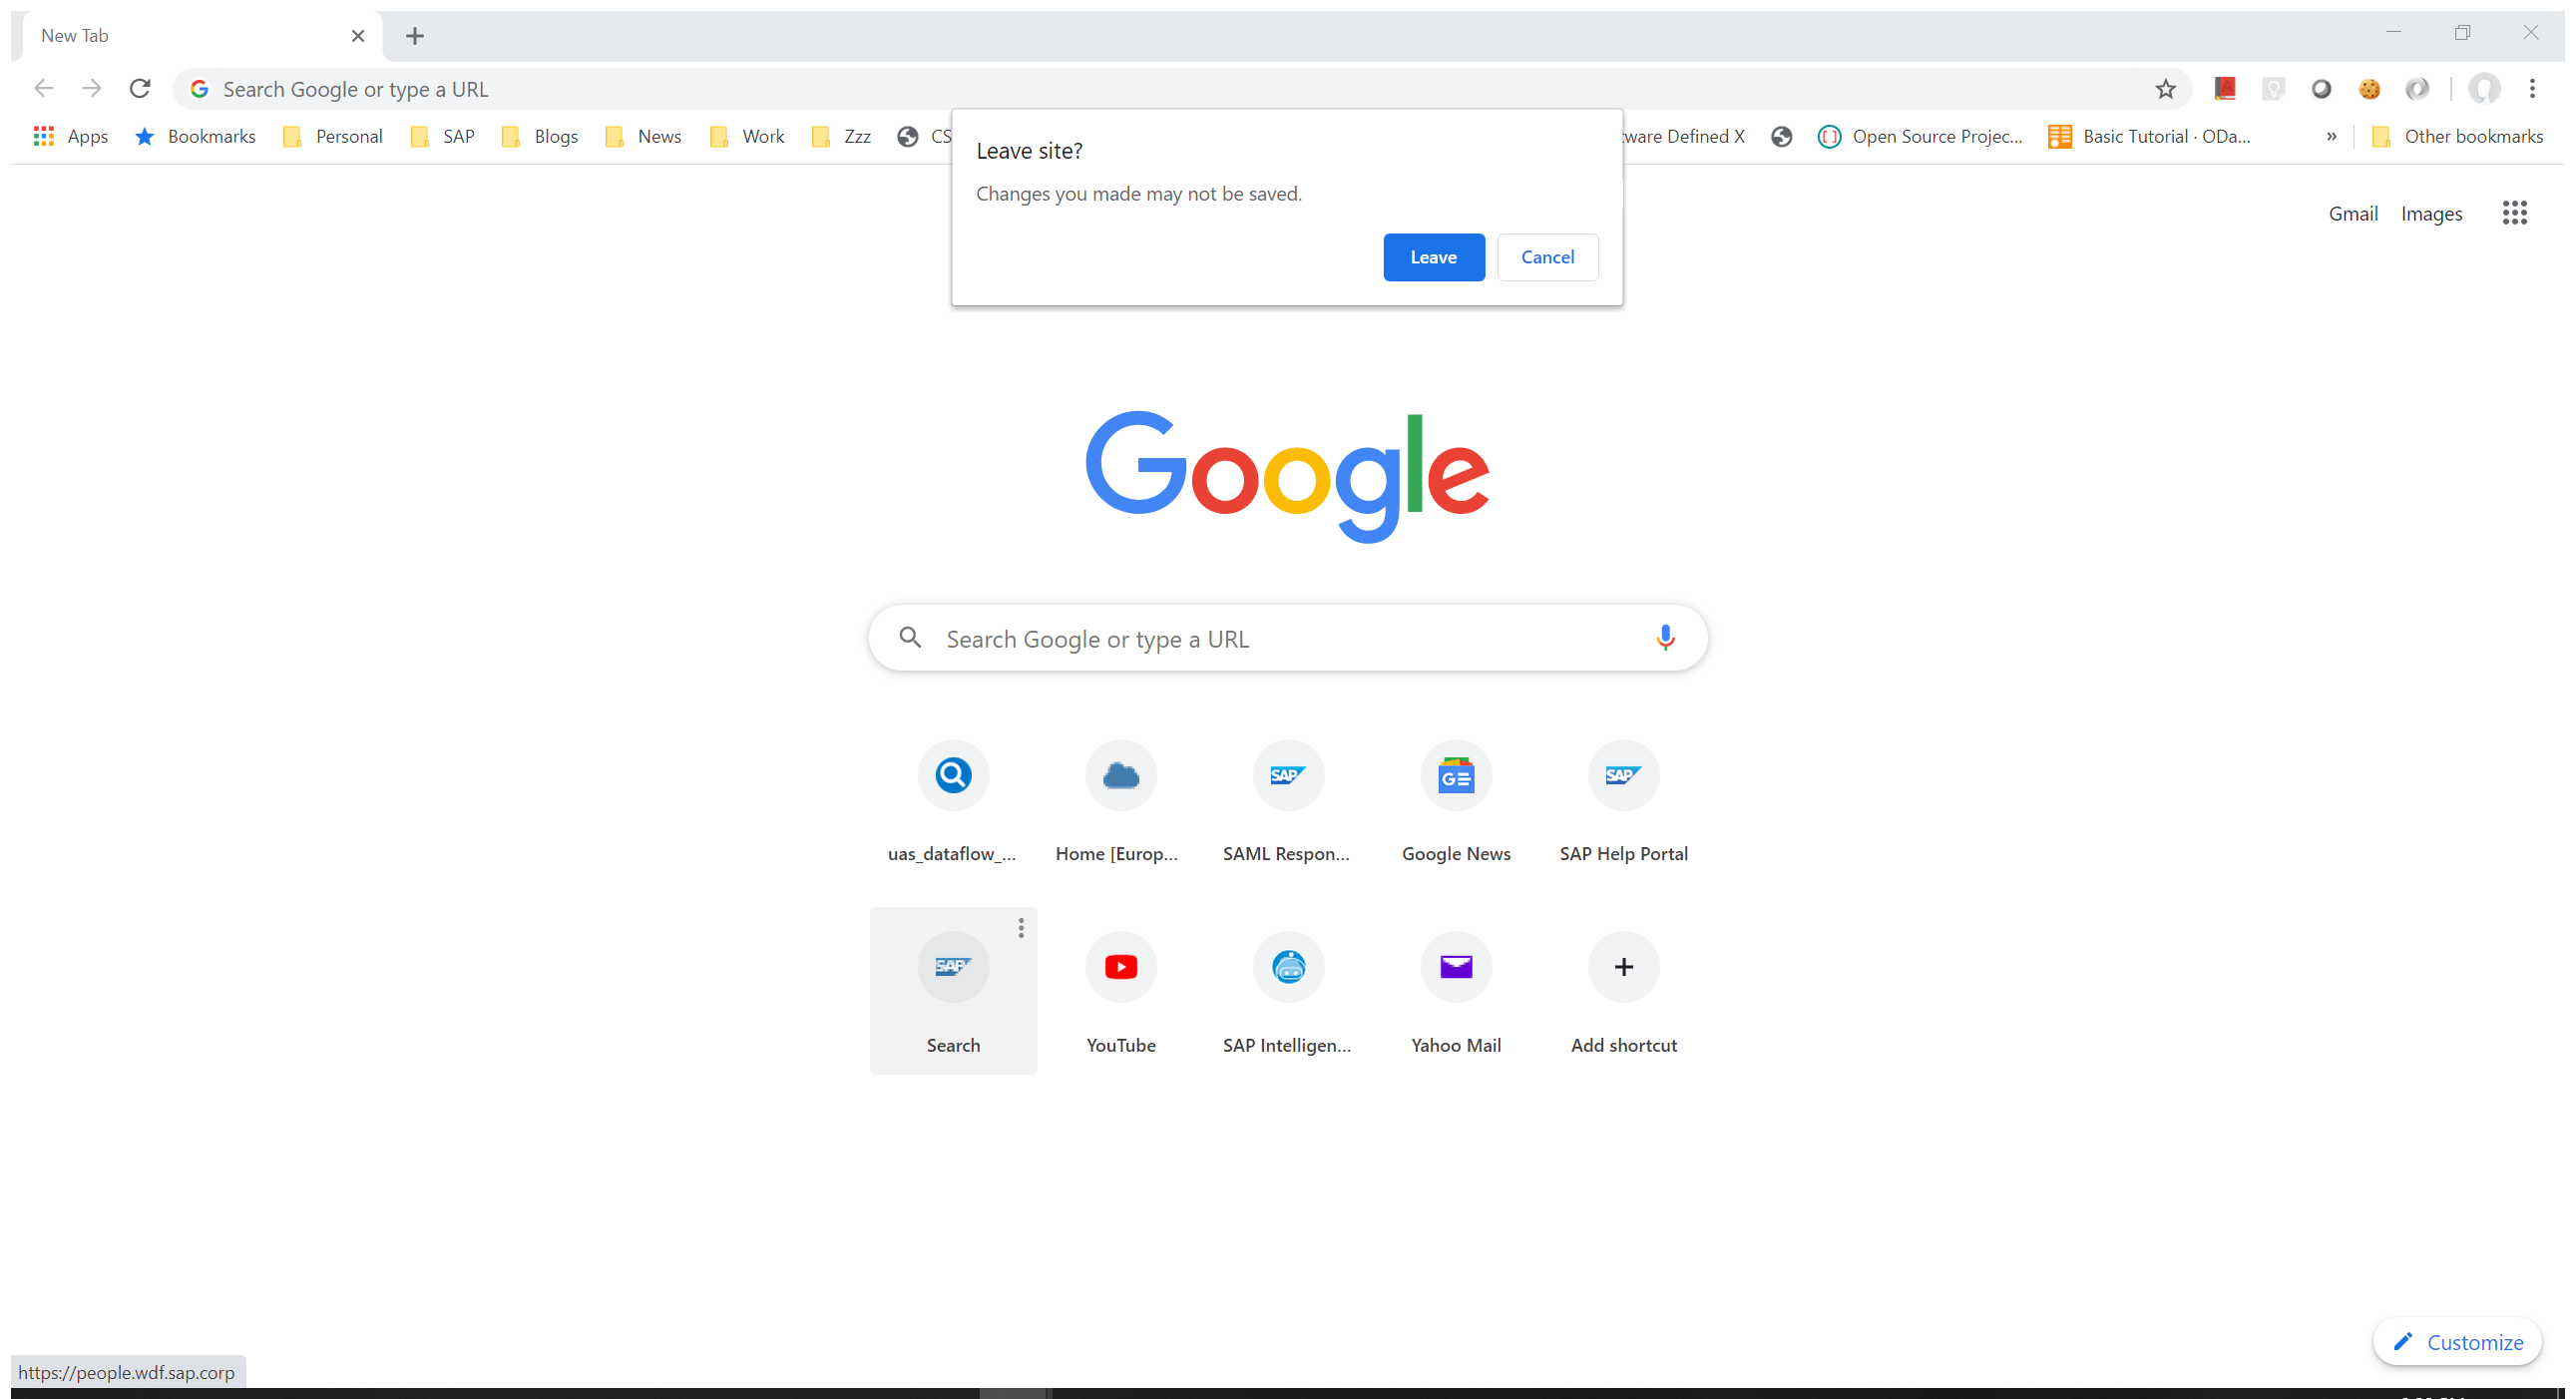 New Tab
Search Google or type a URL
Apps Bookmarks Personal SAP Blogs News Work Zzz CS
ware Defined X Open Source Projec... Basic Tutorial · ODa... » Other bookmarks
Leave site?
Changes you made may not be saved.
Leave Cancel
Gmail Images
Google
Search Google or type a URL
SAP SAP
uas_dataflow_... Home [Europ... SAML Respon... Google News SAP Help Portal
SAP
Search YouTube SAP Intelligen... Yahoo Mail Add shortcut
Customize
https://people.wdf.sap.corp